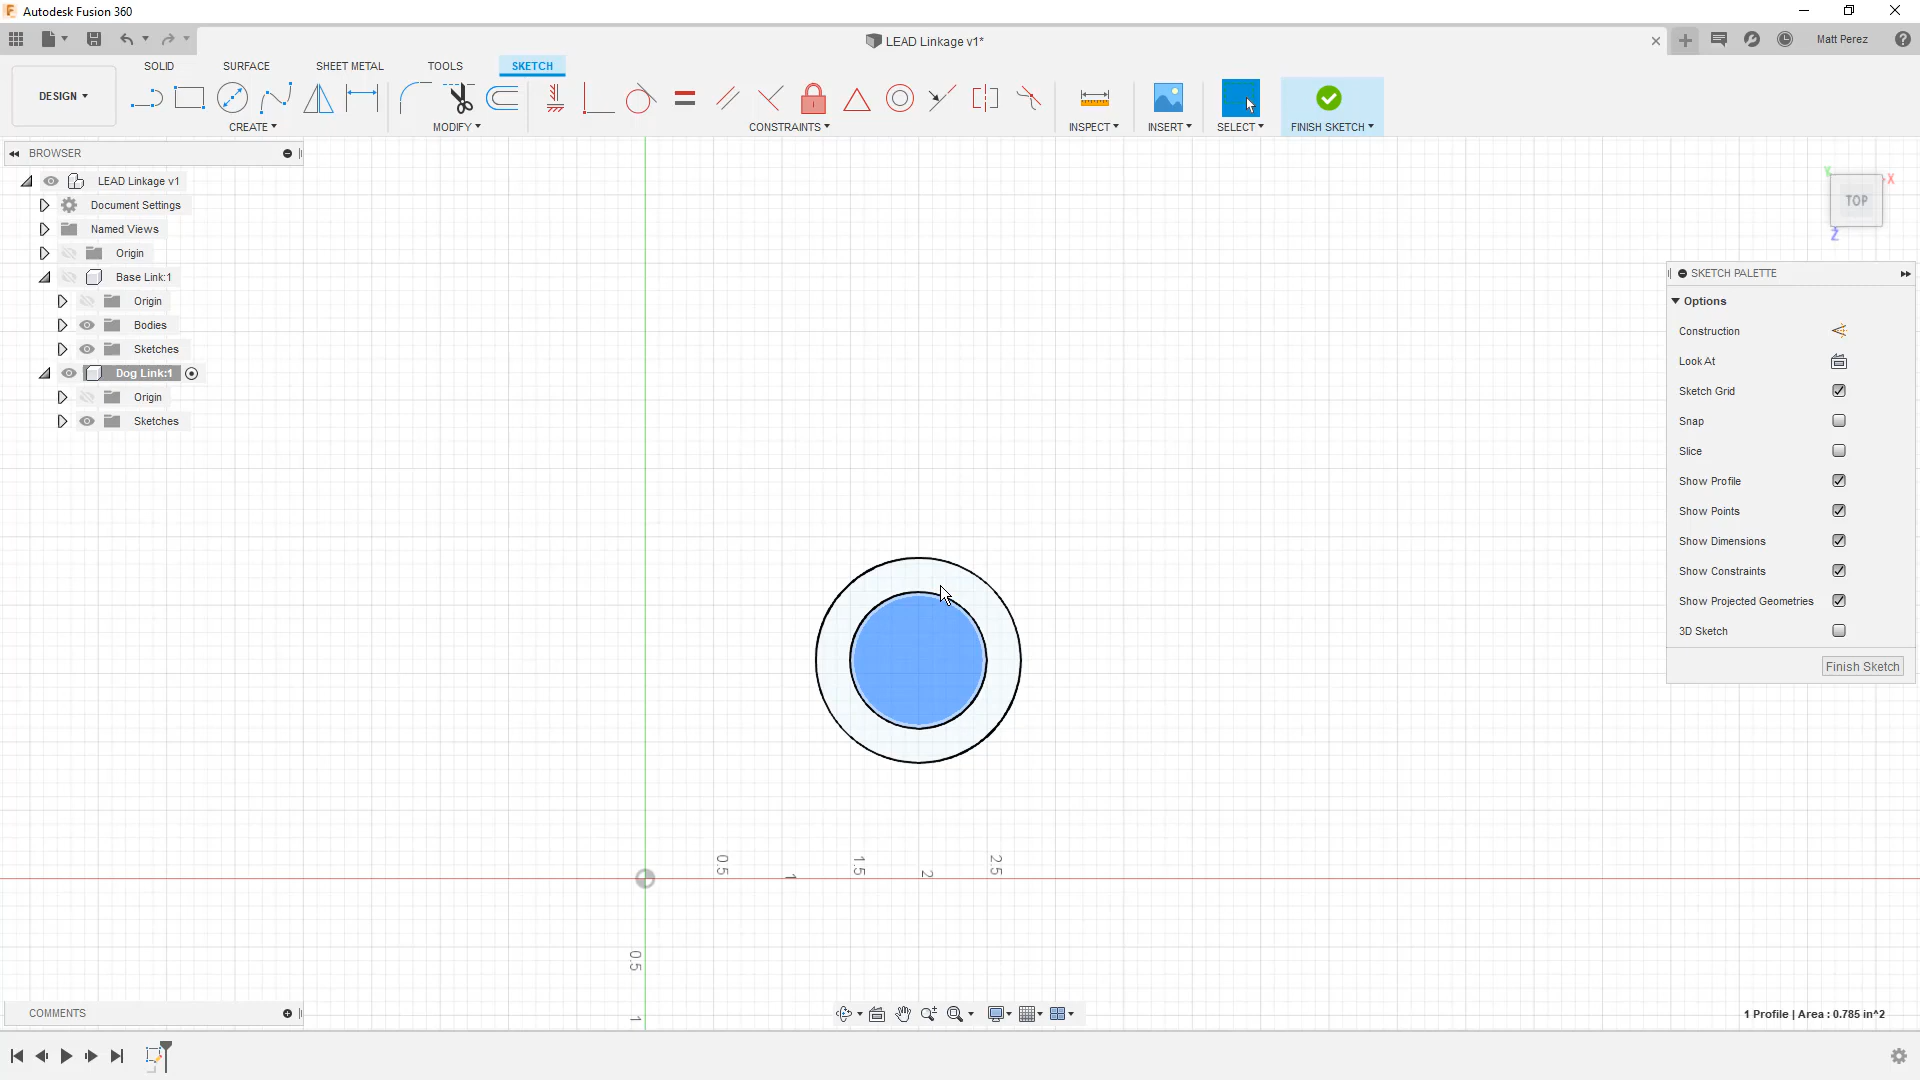 Autodesk Fusion 360
LEAD Linkage v1*
Matt Perez
DESIGN
SOLID
SURFACE
SHEET METAL
TOOLS
SKETCH
CREATE
MODIFY
CONSTRAINTS
INSPECT
INSERT
SELECT
FINISH SKETCH
BROWSER
LEAD Linkage v1
Document Settings
Named Views
Origin
Base Link:1
Origin
Bodies
Sketches
Dog Link:1
Origin
Sketches
Y
X
TOP
Z
SKETCH PALETTE
Options
Construction
Look At
Sketch Grid
Snap
Slice
Show Profile
Show Points
Show Dimensions
Show Constraints
Show Projected Geometries
3D Sketch
Finish Sketch
0.5
1
1.5
2
2.5
0.5
1
COMMENTS
1 Profile | Area : 0.785 in^2